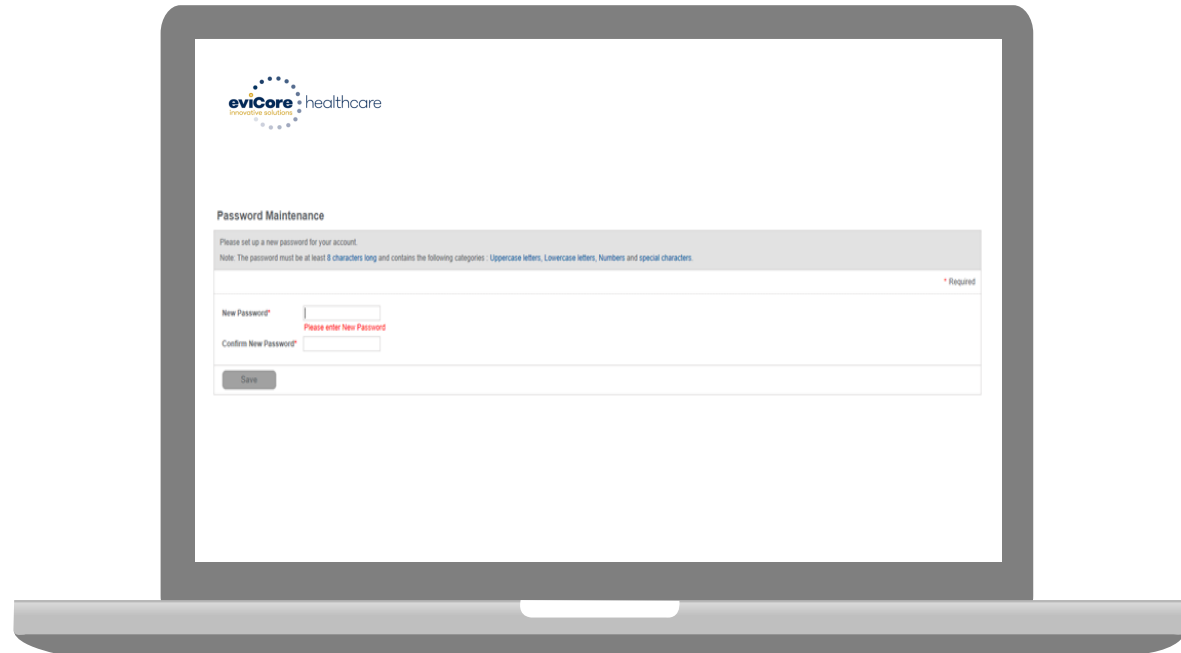 eviCore healthcare
innovative solutions
Password Maintenance
Please set up a new password for your account.
Note: The password must be at least 8 characters long and contains the following categories : Uppercase letters, Lowercase letters, Numbers and special characters.
* Required
New Password*
Please enter New Password
Confirm New Password*
Save